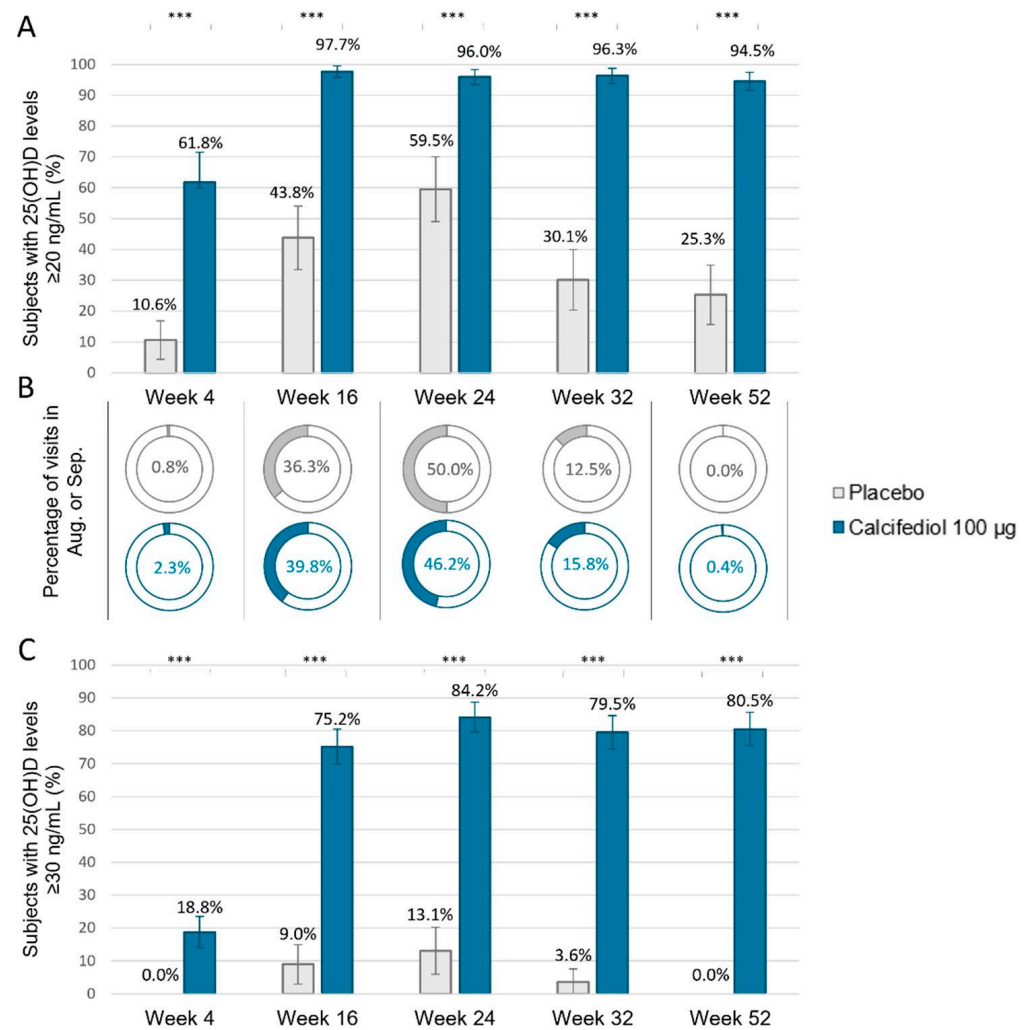 A
*** *** *** *** ***
97.7% 96.0% 96.3% 94.5%
61.8% 59.5%
43.8%
30.1% 25.3%
10.6%
Subjects with 25(OH)D levels
≥20 ng/mL (%)
100
90
80
70
60
50
40
30
20
10
0
Week 4 Week 16 Week 24 Week 32 Week 52
B
Percentage of visits in
Aug. or Sep.
0.8% 36.3% 50.0% 12.5% 0.0%
2.3% 39.8% 46.2% 15.8% 0.4%
Placebo
Calcifediol 100 µg
C
*** *** *** *** ***
84.2%
75.2% 79.5% 80.5%
18.8%
9.0% 13.1%
0.0% 3.6% 0.0%
Subjects with 25(OH)D levels
≥30 ng/mL (%)
100
90
80
70
60
50
40
30
20
10
0
Week 4 Week 16 Week 24 Week 32 Week 52